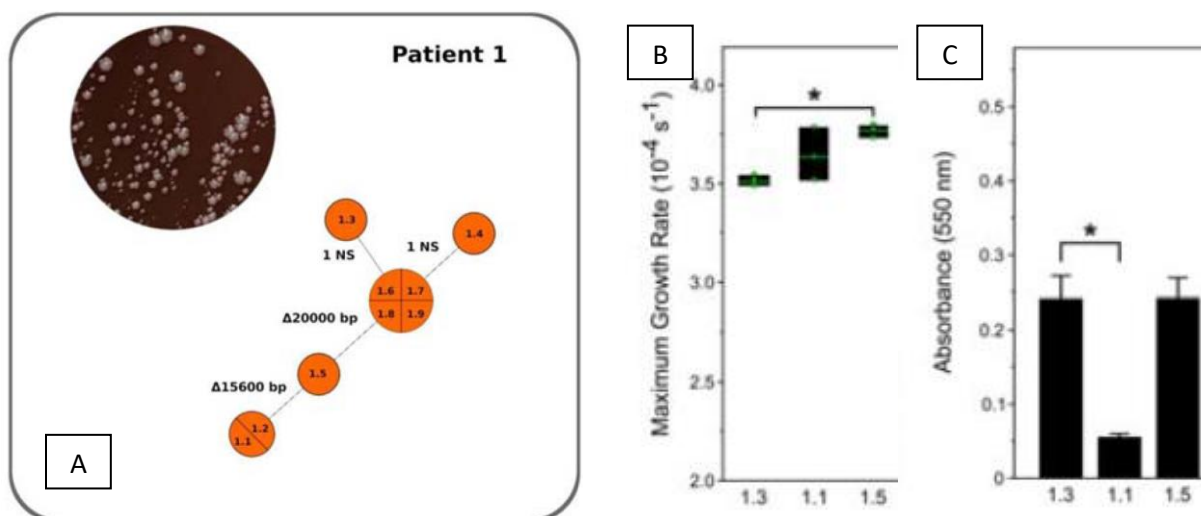 Patient 1
1.3
1.4
1 NS
1 NS
1.6
1.7
1.8
1.9
Δ20000 bp
1.5
Δ15600 bp
1.2
1.1
A
B
Maximum Growth Rate (10⁻⁴ s⁻¹)
4.0
3.5
3.0
2.5
2.0
*
1.3
1.1
1.5
C
Absorbance (550 nm)
0.5
0.4
0.3
0.2
0.1
0
*
1.3
1.1
1.5